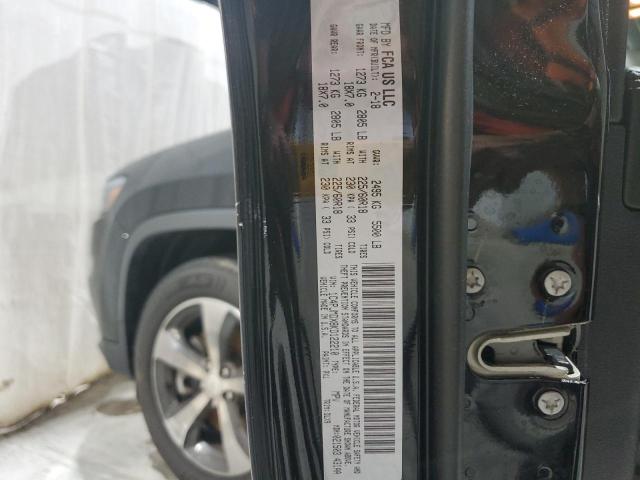 MFD BY FCA US LLC
DATE OF MFR(BUILT): 2-18 GVWR: 2495 KG 5500 LB
GAWR FRONT: 1273 KG 2805 LB WITH 225/60R18 TIRES
18X7.0 RIMS AT 230 KPA ( 33 PSI) COLD
GAWR REAR: 1273 KG 2805 LB WITH 225/60R18 TIRES
18X7.0 RIMS AT 230 KPA ( 33 PSI) COLD
THIS VEHICLE CONFORMS TO ALL APPLICABLE U.S.A. FEDERAL MOTOR VEHICLE SAFETY AND
THEFT PREVENTION STANDARDS IN EFFECT ON THE DATE OF MANUFACTURE SHOWN ABOVE.
TYPE: MPV
VEHICLE MADE IN U.S.A.